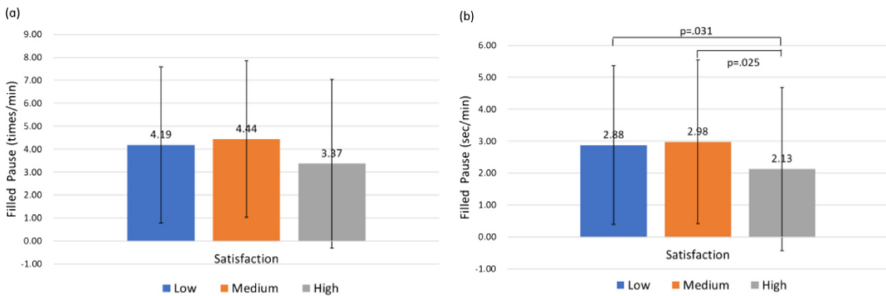 (a)
9.00
8.00
7.00
6.00
5.00
4.00
3.00
2.00
1.00
0.00
-1.00
Filled Pause (times/min)
4.19
4.44
3.37
Satisfaction
Low Medium High
(b)
6.00
5.00
4.00
3.00
2.00
1.00
0.00
-1.00
Filled Pause (sec/min)
p=.031
p=.025
2.88
2.98
2.13
Satisfaction
Low Medium High